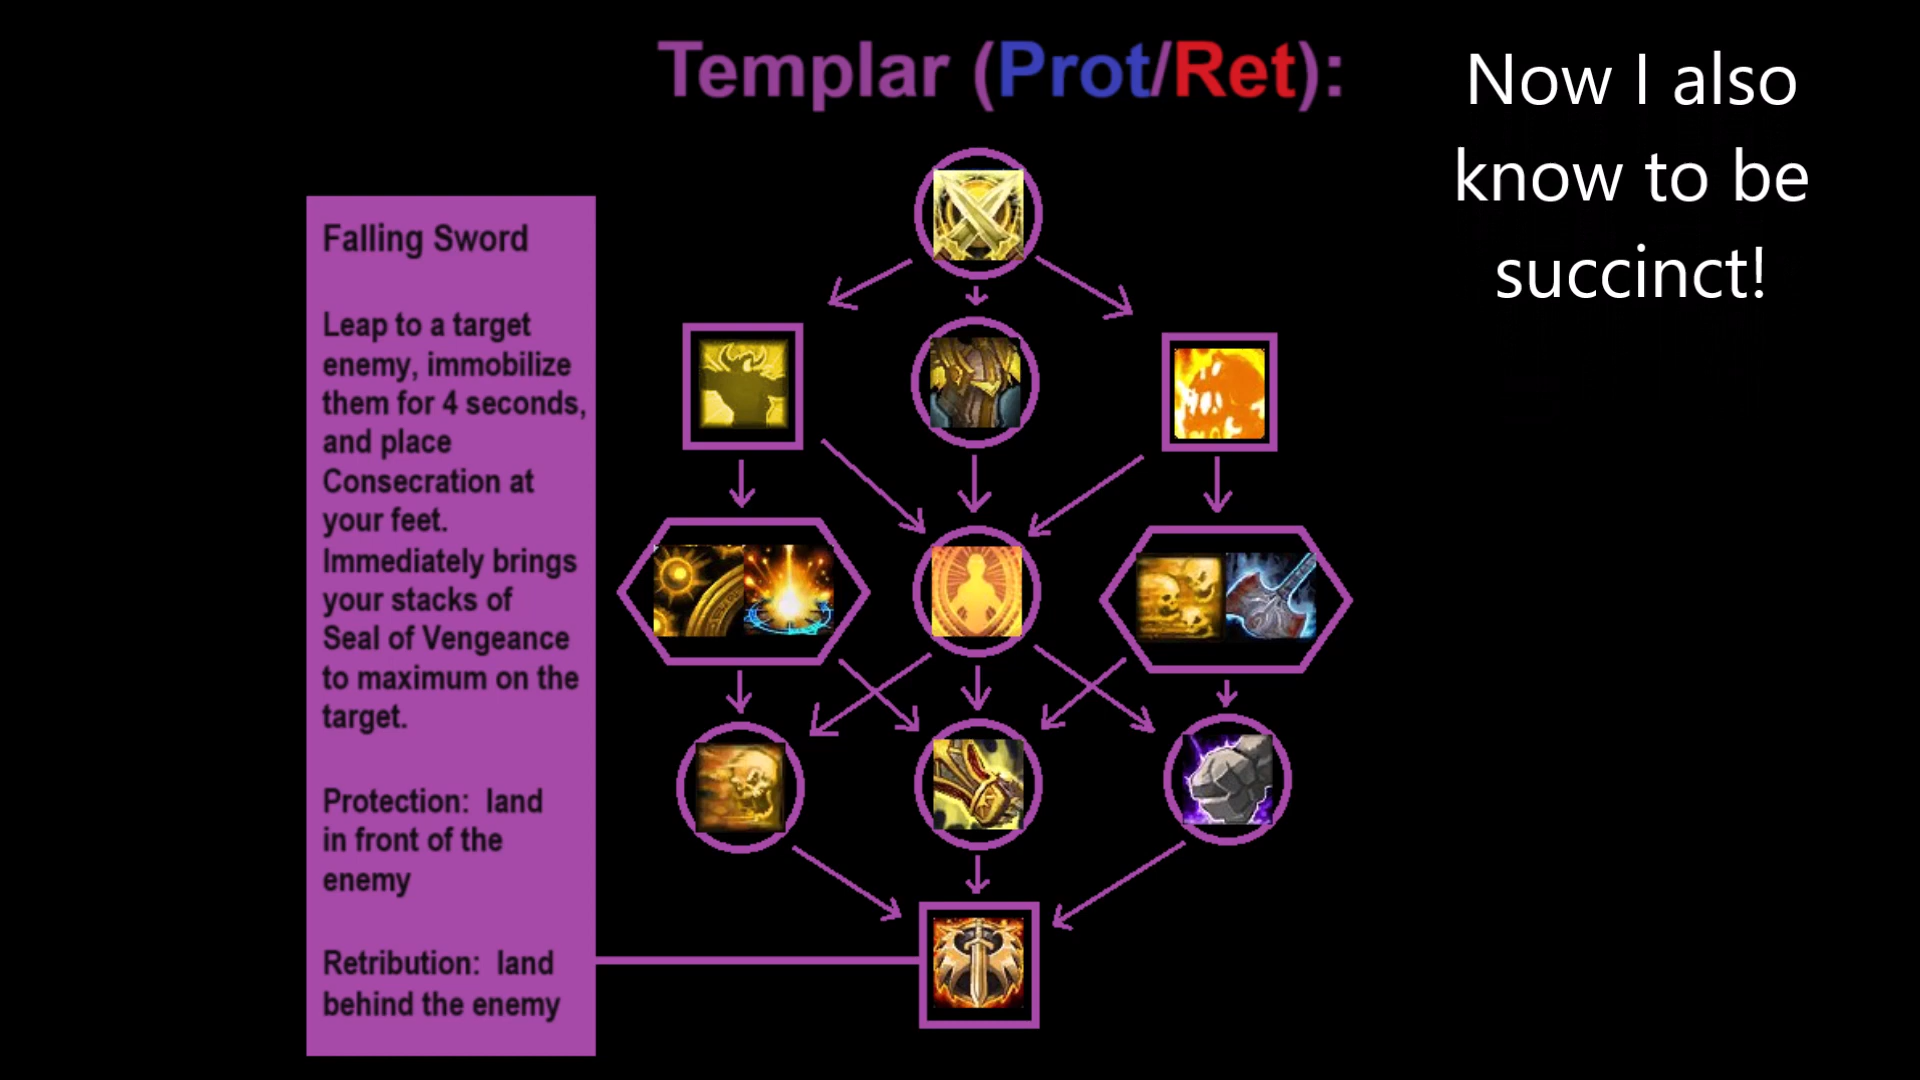 Templar (Prot/Ret):
Now I also
know to be
succinct!
Falling Sword
Leap to a target
enemy, immobilize
them for 4 seconds,
and place
Consecration at
your feet.
Immediately brings
your stacks of
Seal of Vengeance
to maximum on the
target.
Protection: land
in front of the
enemy
Retribution: land
behind the enemy